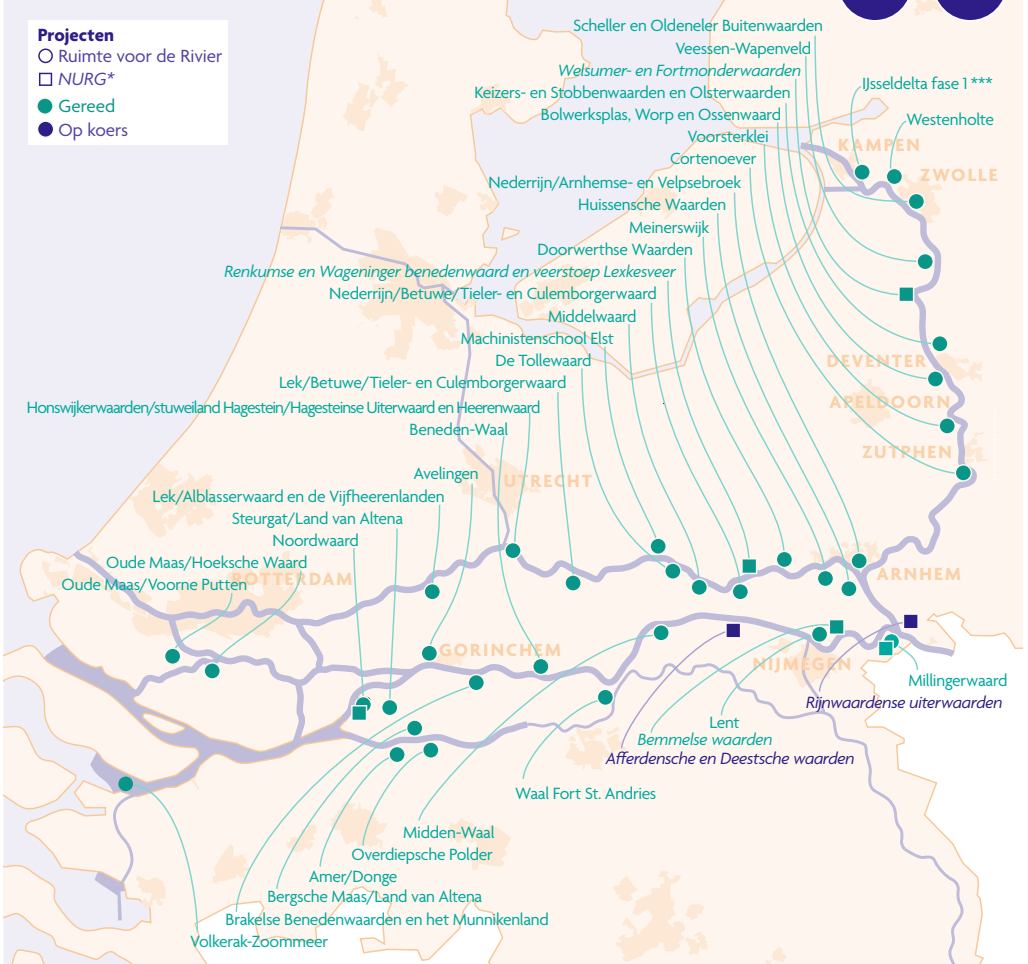 Projecten
Ruimte voor de Rivier
NURG*
Gereed
Op koers
Scheller en Oldeneler Buitenwaarden
Veessen-Wapenveld
Welsumer- en Fortmonderwaarden
Keizers- en Stobbenwaarden en Olsterwaarden
Bolwerksplas, Worp en Ossenwaard
Voorsterklei
Cortenoever
Nederrijn/Arnhemse- en Velpsebroek
Huissensche Waarden
Meinerswijk
Doorwerthse Waarden
Renkumse en Wageninger benedenwaard en veerstoep Lexkesveer
Nederrijn/Betuwe/Tieler- en Culemborgerwaard
Middelwaard
Machinistenschool Elst
De Tollewaard
Lek/Betuwe/Tieler- en Culemborgerwaard
Honswijkerwaarden/stuweiland Hagestein/Hagesteinse Uiterwaard en Heerenwaard
Beneden-Waal
Avelingen
Lek/Alblasserwaard en de Vijfheerenlanden
Steurgat/Land van Altena
Noordwaard
Oude Maas/Hoeksche Waard
Oude Maas/Voorne Putten
IJsseldelta fase 1***
Westenholte
KAMPEN
ZWOLLE
DEVENTER
APELDOORN
ZUTPHEN
UTRECHT
ROTTERDAM
ARNHEM
GORINCHEM
NIJMEGEN
Millingerwaard
Rijnwaardense uiterwaarden
Lent
Bemmelse waarden
Afferdensche en Deestsche waarden
Waal Fort St. Andries
Midden-Waal
Overdiepsche Polder
Amer/Donge
Bergsche Maas/Land van Altena
Brakelse Benedenwaarden en het Munnikenland
Volkerak-Zoommeer